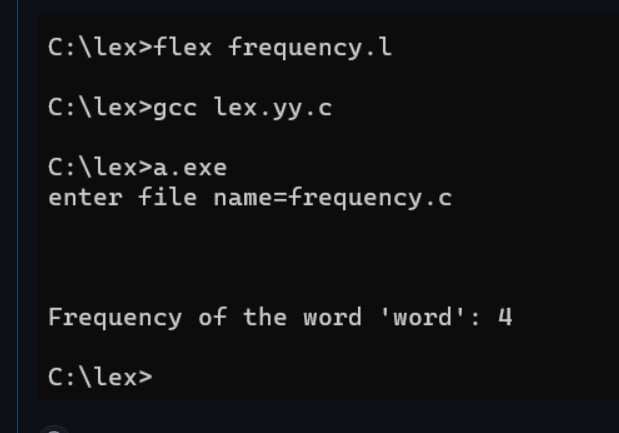 C:\lex>flex frequency.l
C:\lex>gcc lex.yy.c
C:\lex>a.exe
enter file name=frequency.c
Frequency of the word 'word': 4
C:\lex>